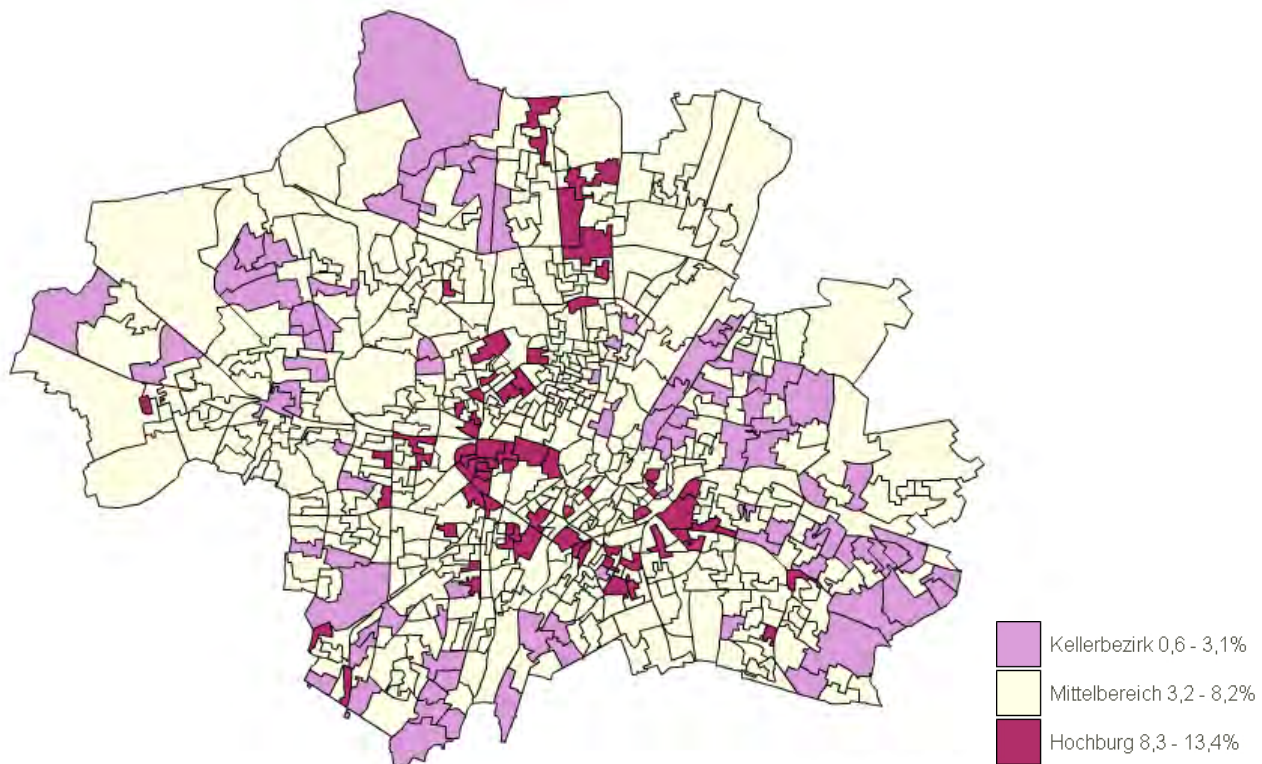 Kellerbezirk 0,6 - 3,1%
Mittelbereich 3,2 - 8,2%
Hochburg 8,3 - 13,4%